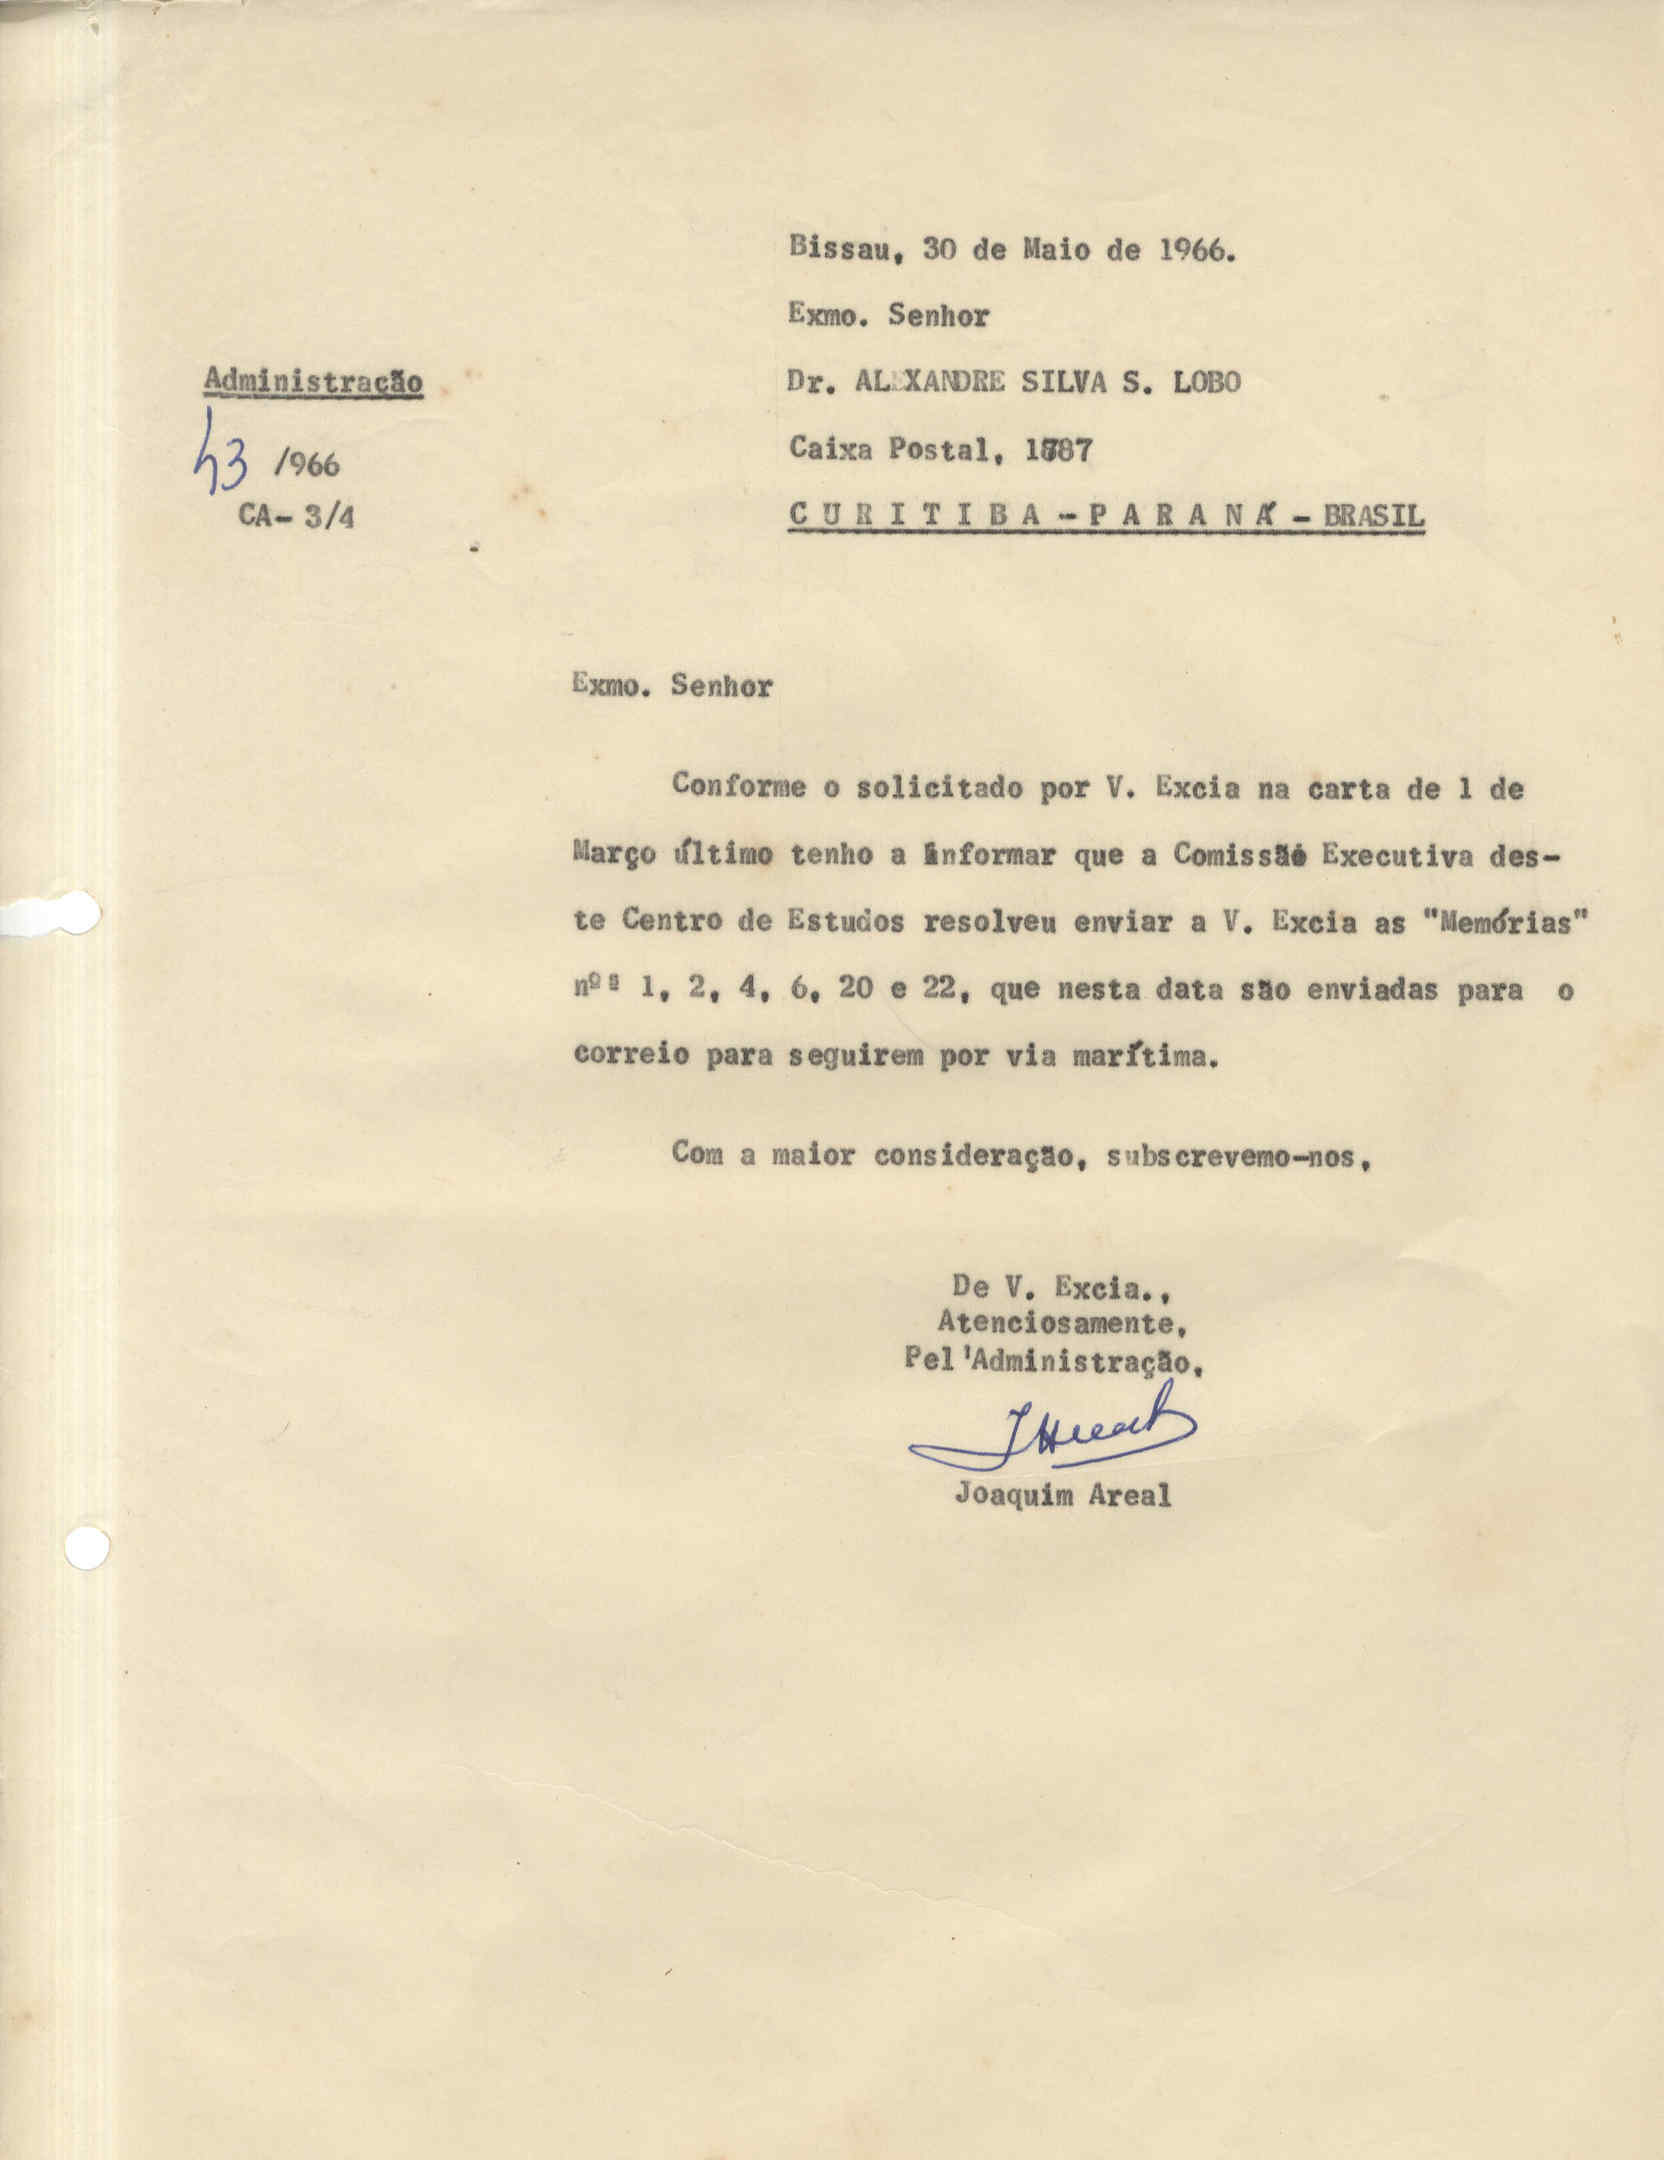 Bissau, 30 de Maio de 1966.
Exmo. Senhor
Administração
Dr. ALEXANDRE SILVA S. LOBO
43 /966
Caixa Postal, 1787
CA- 3/4
C U R I T I B A - P A R A N Á - BRASIL
Exmo. Senhor
Conforme o solicitado por V. Excia na carta de 1 de
Março último tenho a informar que a Comissão Executiva des-
te Centro de Estudos resolveu enviar a V. Excia as "Memórias"
nºˢ 1, 2, 4, 6, 20 e 22, que nesta data são enviadas para o
correio para seguirem por via marítima.
Com a maior consideração, subscrevemo-nos,
De V. Excia.,
Atenciosamente,
Pel'Administração,
Joaquim Areal